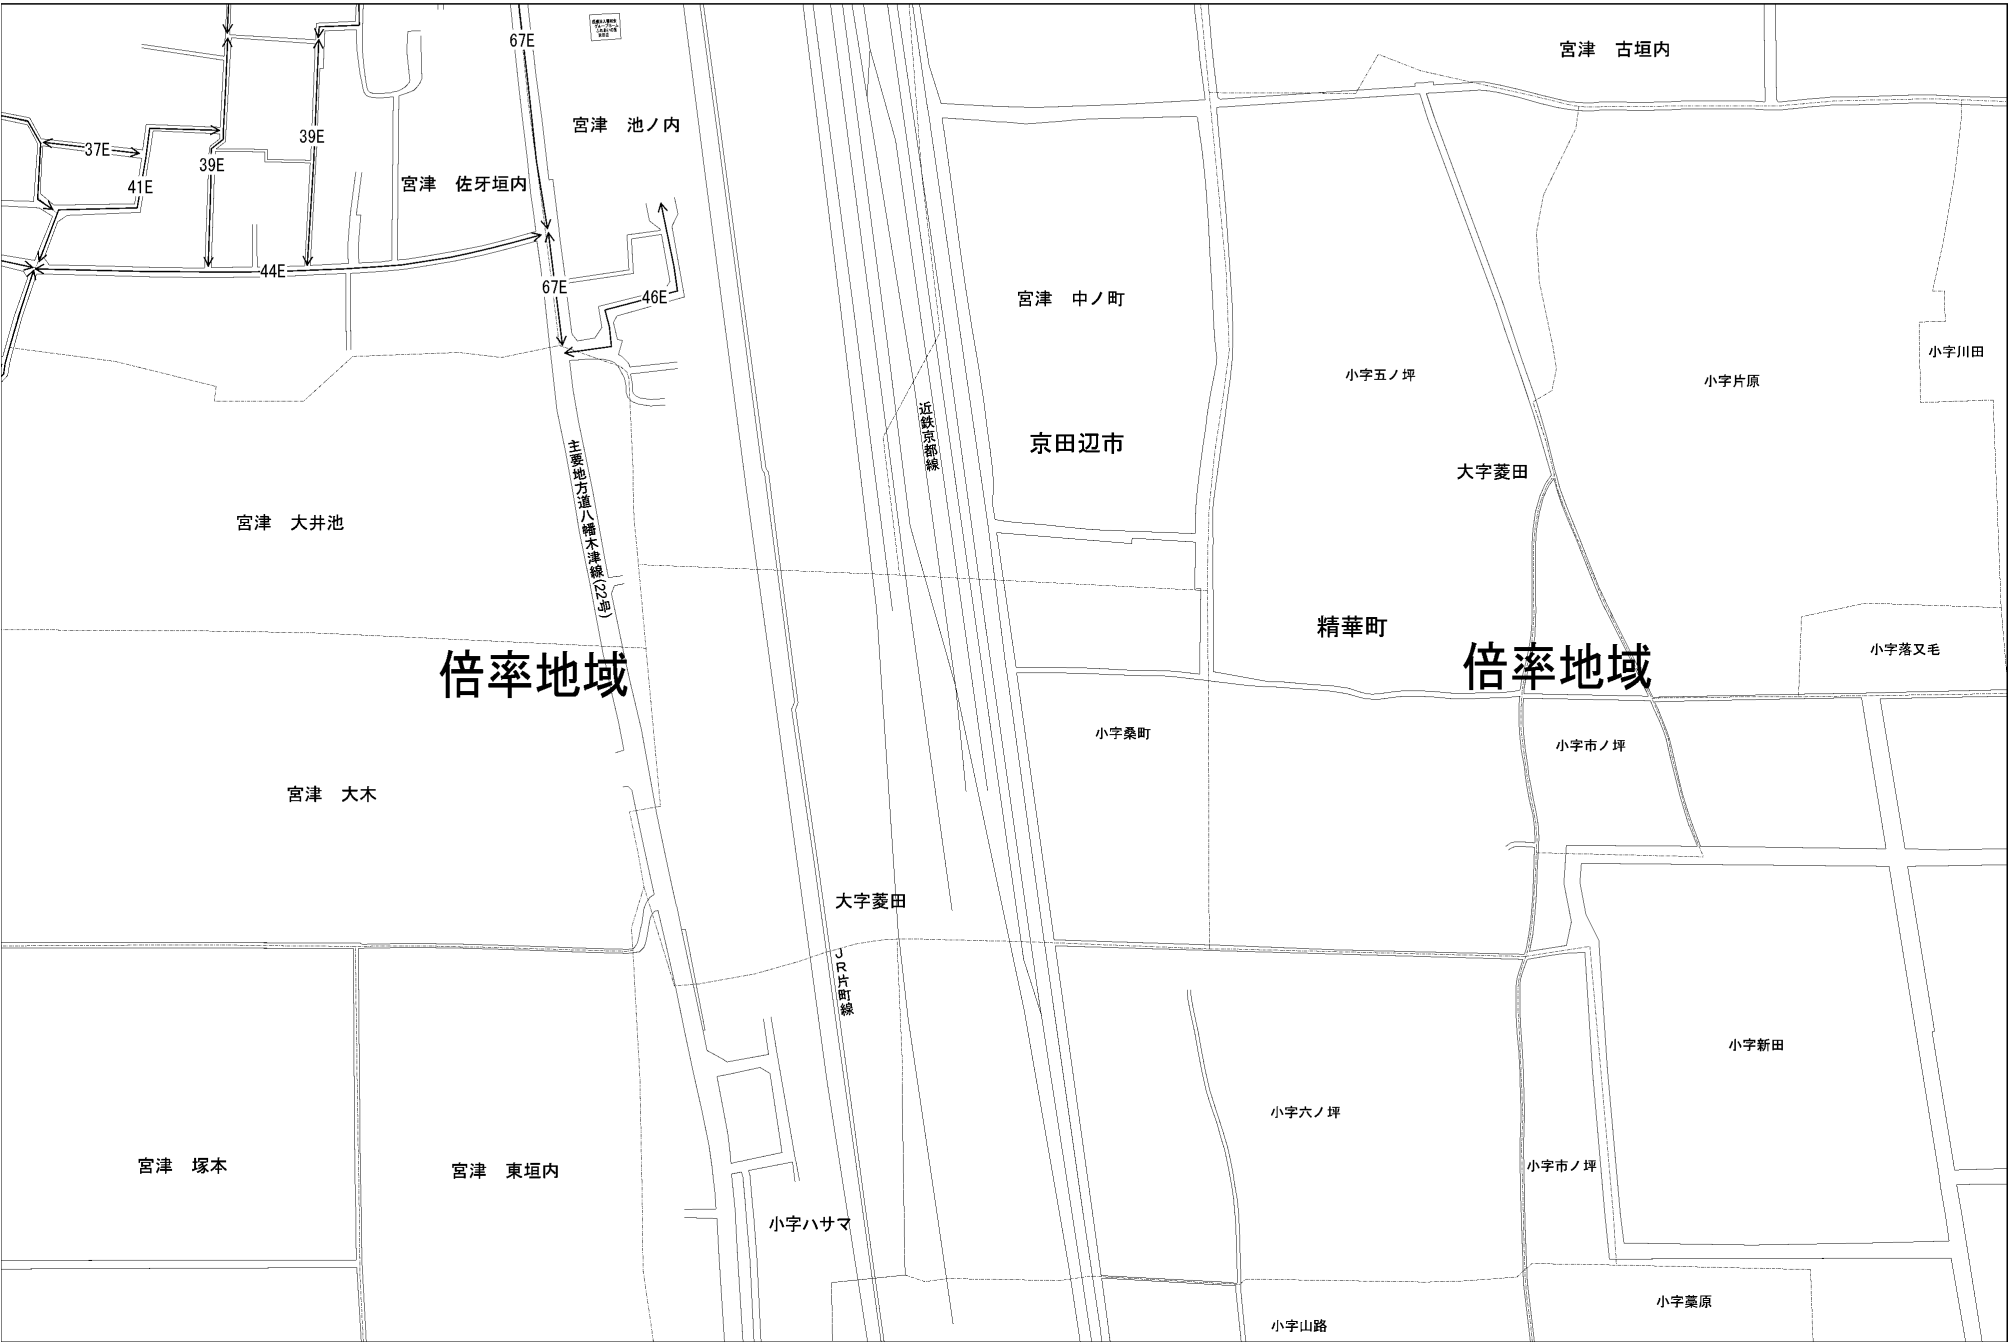 67E
宮津　古垣内
宮津　池ノ内
39E
37E
39E
41E
宮津　佐牙垣内
44E
67E
46E
宮津　中ノ町
小字五ノ坪
小字片原
小字川田
近鉄京都線
京田辺市
大字菱田
主要地方道八幡木津線(22号)
宮津　大井池
精華町
倍率地域
倍率地域
小字落又毛
小字桑町
小字市ノ坪
宮津　大木
大字菱田
JR片町線
小字新田
小字六ノ坪
宮津　塚本
宮津　東垣内
小字市ノ坪
小字ハサマ
小字藁原
小字山路